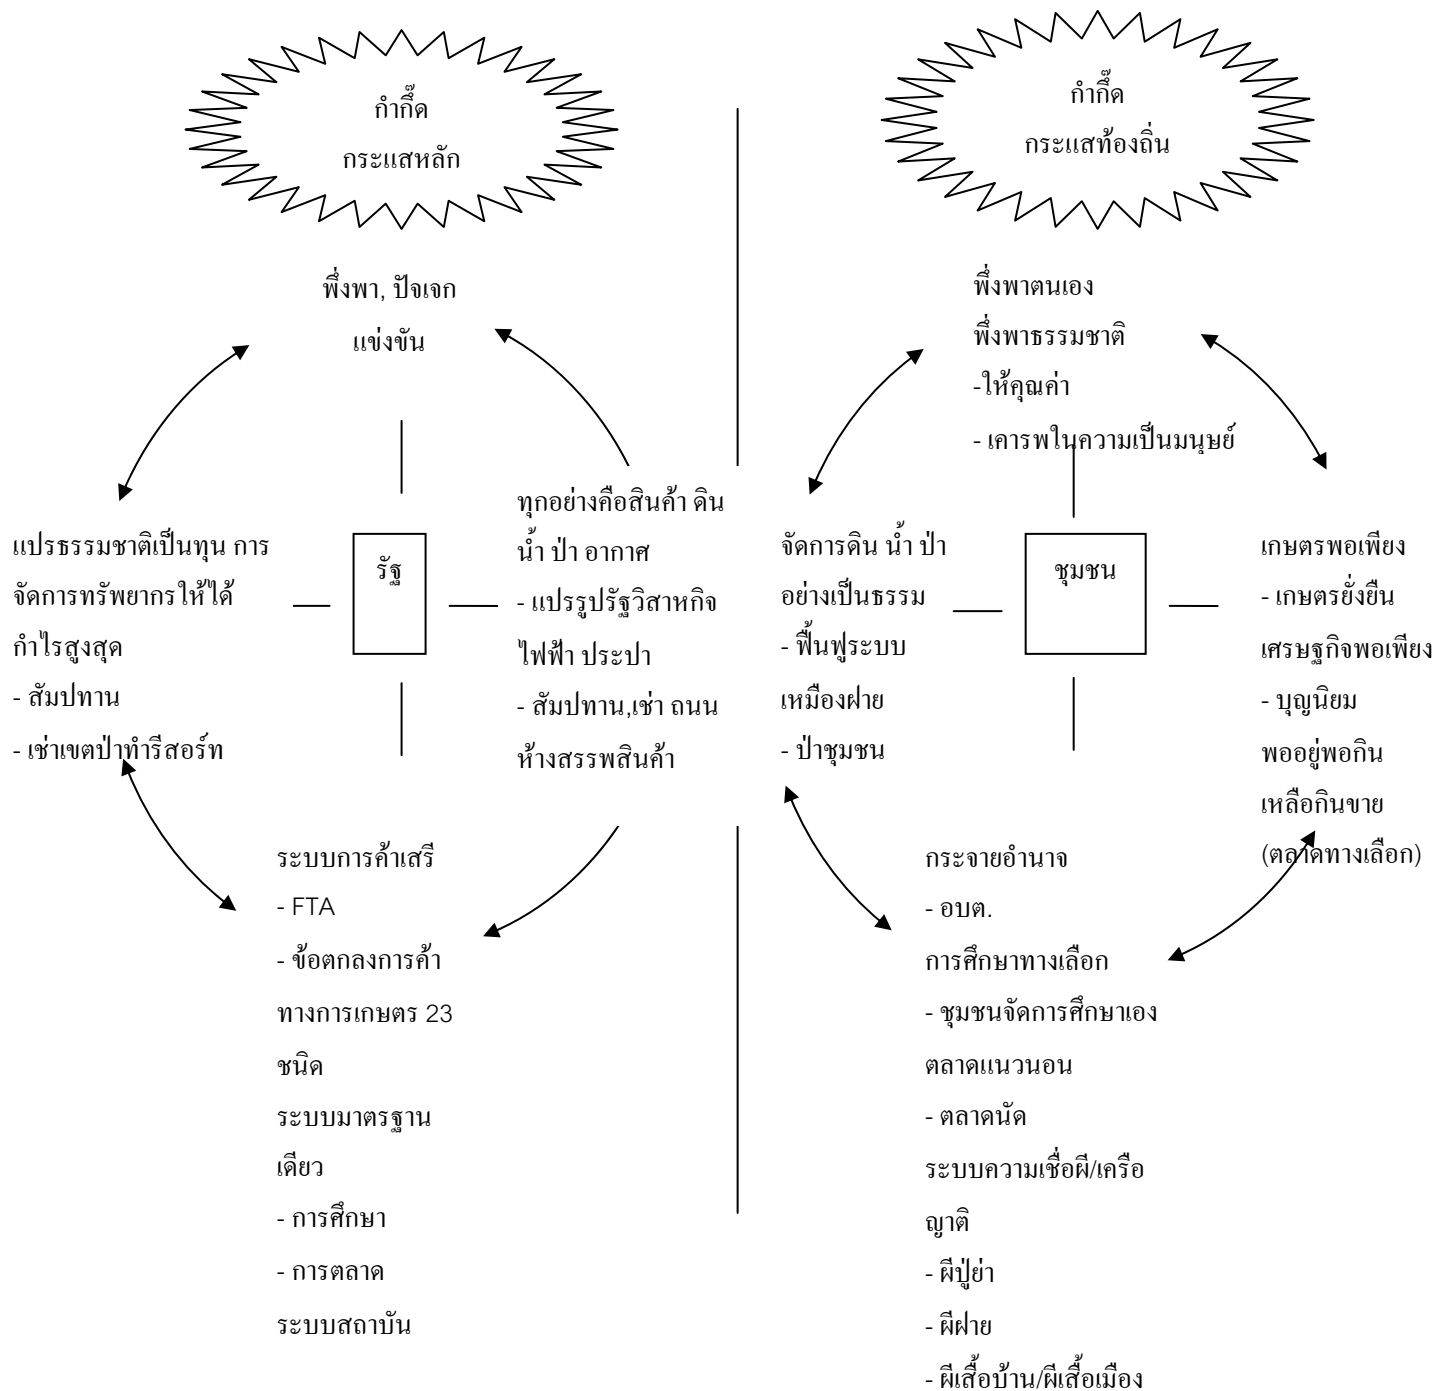 กำกึ๊ด
กระแสหลัก
พึ่งพา, ปัจเจก
แข่งขัน
แปรธรรมชาติเป็นทุน การ
จัดการทรัพยากรให้ได้
กำไรสูงสุด
- สัมปทาน
- เช่าเขตป่าทำรีสอร์ท
รัฐ
ทุกอย่างคือสินค้า ดิน
น้ำ ป่า อากาศ
- แปรรูปรัฐวิสาหกิจ
ไฟฟ้า ประปา
- สัมปทาน,เช่า ถนน
ห้างสรรพสินค้า
ระบบการค้าเสรี
- FTA
- ข้อตกลงการค้า
ทางการเกษตร 23
ชนิด
ระบบมาตรฐาน
เดียว
- การศึกษา
- การตลาด
ระบบสถาบัน
กำกึ๊ด
กระแสท้องถิ่น
พึ่งพาตนเอง
พึ่งพาธรรมชาติ
-ให้คุณค่า
- เคารพในความเป็นมนุษย์
จัดการดิน น้ำ ป่า
อย่างเป็นธรรม
- ฟื้นฟูระบบ
เหมืองฝาย
- ป่าชุมชน
ชุมชน
เกษตรพอเพียง
- เกษตรยั่งยืน
เศรษฐกิจพอเพียง
- บุญนิยม
พออยู่พอกิน
เหลือกินขาย
(ตลาดทางเลือก)
กระจายอำนาจ
- อบต.
การศึกษาทางเลือก
- ชุมชนจัดการศึกษาเอง
ตลาดแนวนอน
- ตลาดนัด
ระบบความเชื่อผี/เครือ
ญาติ
- ผีปู่ย่า
- ผีฝาย
- ผีเสื้อบ้าน/ผีเสื้อเมือง